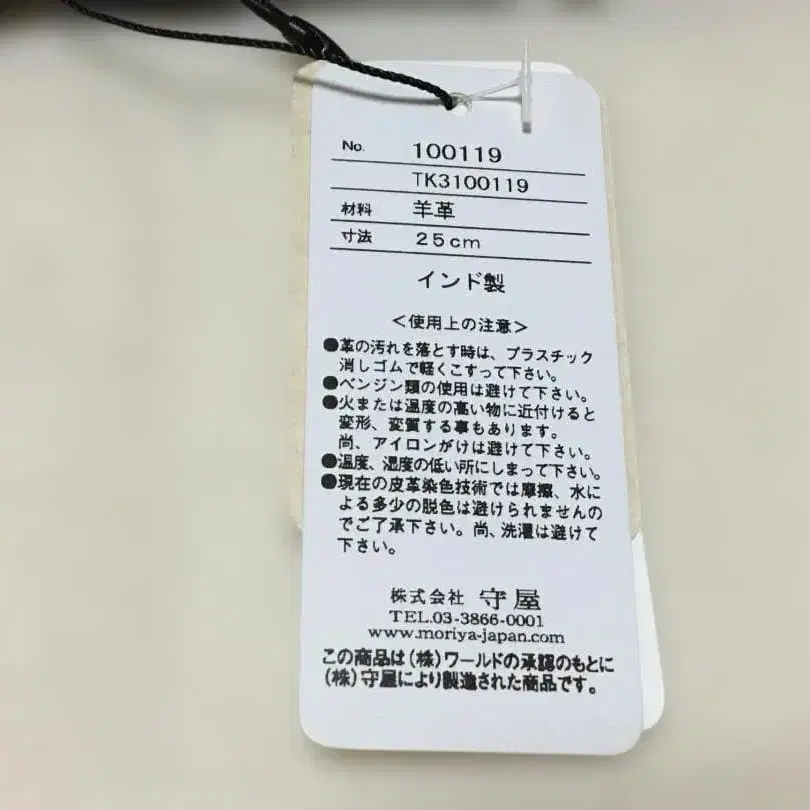 No. 100119
TK3100119
材料 羊革
寸法 25cm
インド製
＜使用上の注意＞
●革の汚れを落とす時は、プラスチック
消しゴムで軽くこすって下さい。
●ベンジン類の使用は避けて下さい。
●火または温度の高い物に近付けると
変形、変質する事もあります。
尚、アイロンがけは避けて下さい。
●温度、湿度の低い所にしまって下さい。
●現在の皮革染色技術では摩擦、水に
よる多少の脱色は避けられませんの
でご了承下さい。尚、洗濯は避けて
下さい。
株式会社 守屋
TEL.03-3866-0001
www.moriya-japan.com
この商品は(株)ワールドの承認のもとに
(株)守屋により製造された商品です。